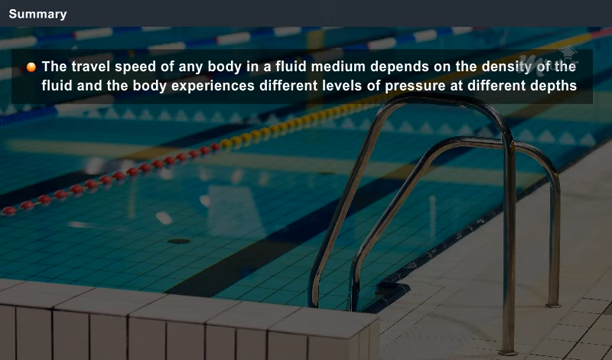 Summary
The travel speed of any body in a fluid medium depends on the density of the
fluid and the body experiences different levels of pressure at different depths